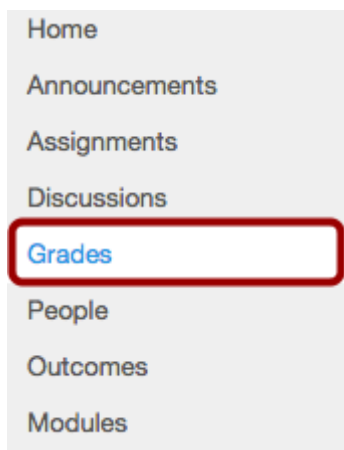 Home
Announcements
Assignments
Discussions
Grades
People
Outcomes
Modules